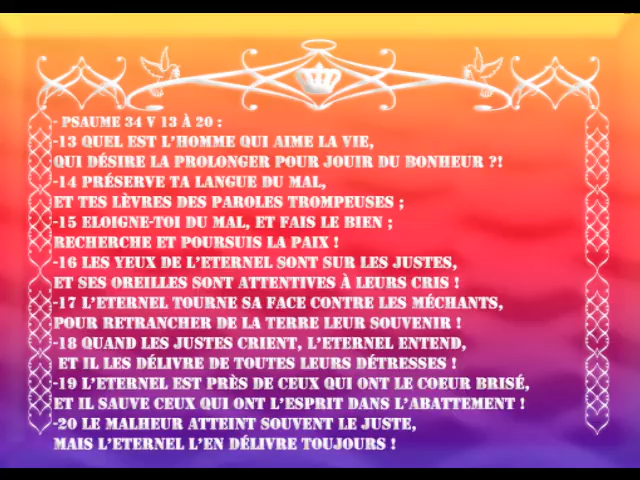 - PSAUME 34 V 13 À 20 :
-13 QUEL EST L'HOMME QUI AIME LA VIE,
QUI DÉSIRE LA PROLONGER POUR JOUIR DU BONHEUR ?!
-14 PRÉSERVE TA LANGUE DU MAL,
ET TES LÈVRES DES PAROLES TROMPEUSES ;
-15 ELOIGNE-TOI DU MAL, ET FAIS LE BIEN ;
RECHERCHE ET POURSUIS LA PAIX !
-16 LES YEUX DE L'ETERNEL SONT SUR LES JUSTES,
ET SES OREILLES SONT ATTENTIVES À LEURS CRIS !
-17 L'ETERNEL TOURNE SA FACE CONTRE LES MÉCHANTS,
POUR RETRANCHER DE LA TERRE LEUR SOUVENIR !
-18 QUAND LES JUSTES CRIENT, L'ETERNEL ENTEND,
ET IL LES DÉLIVRE DE TOUTES LEURS DÉTRESSES !
-19 L'ETERNEL EST PRÈS DE CEUX QUI ONT LE COEUR BRISÉ,
ET IL SAUVE CEUX QUI ONT L'ESPRIT DANS L'ABATTEMENT !
-20 LE MALHEUR ATTEINT SOUVENT LE JUSTE,
MAIS L'ETERNEL L'EN DÉLIVRE TOUJOURS !